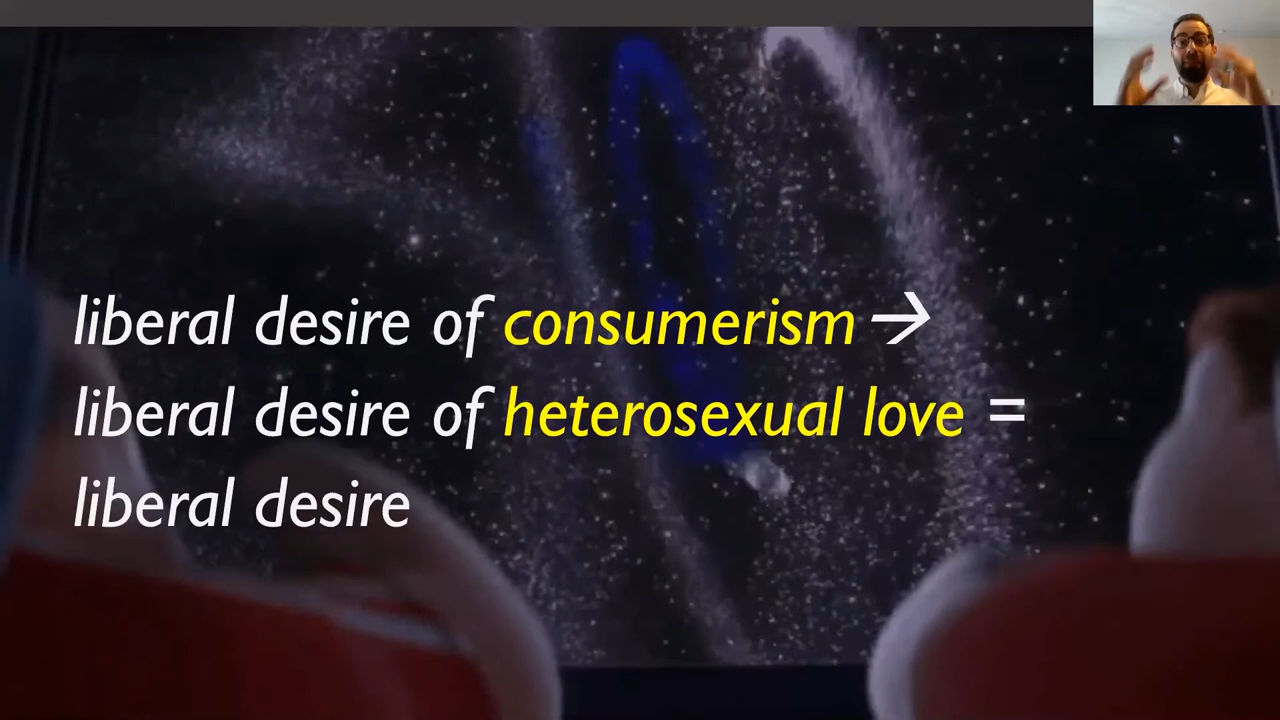 liberal desire of consumerism →
liberal desire of heterosexual love =
liberal desire